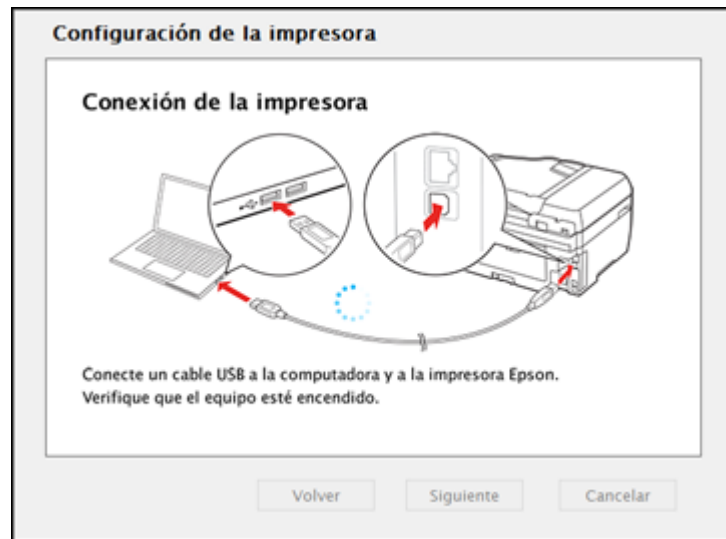 Configuración de la impresora
Conexión de la impresora
Conecte un cable USB a la computadora y a la impresora Epson.
Verifique que el equipo esté encendido.
Volver
Siguiente
Cancelar